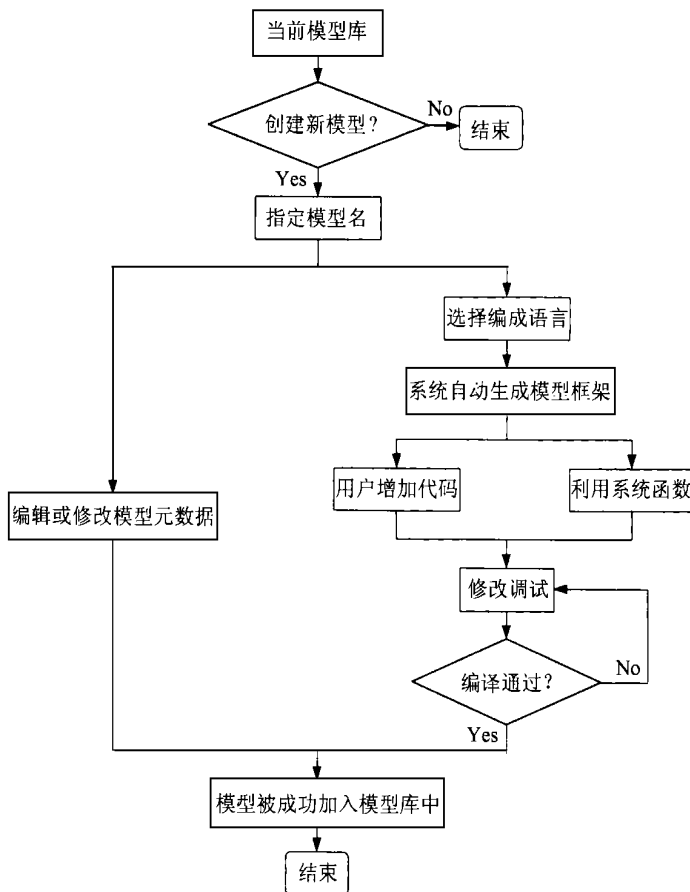 当前模型库
创建新模型?
No
结束
Yes
指定模型名
选择编成语言
系统自动生成模型框架
用户增加代码
利用系统函数
编辑或修改模型元数据
修改调试
编译通过?
No
Yes
模型被成功加入模型库中
结束